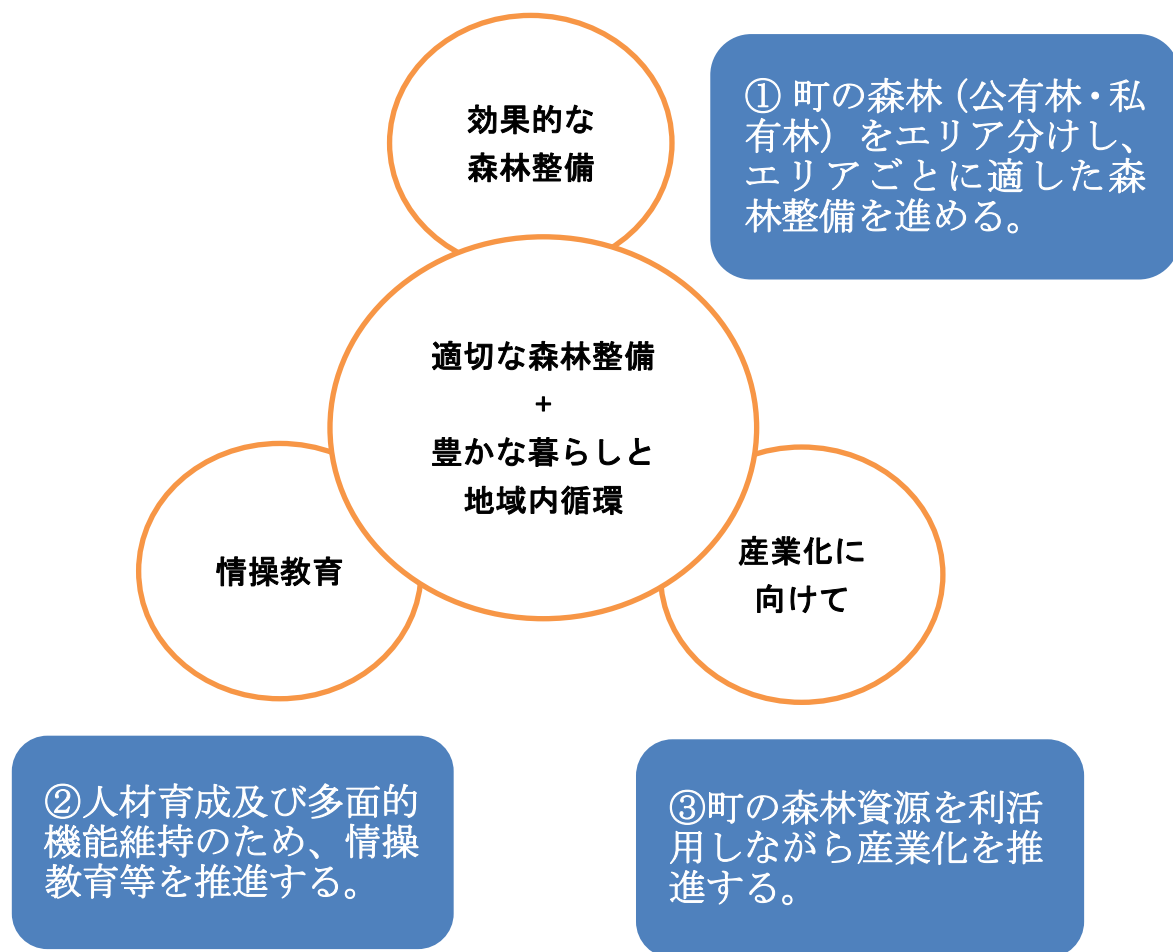 効果的な
森林整備
① 町の森林（公有林・私
有林）をエリア分けし、
エリアごとに適した森
林整備を進める。
適切な森林整備
+
豊かな暮らしと
地域内循環
情操教育
産業化に
向けて
②人材育成及び多面的
機能維持のため、情操
教育等を推進する。
③町の森林資源を利活
用しながら産業化を推
進する。